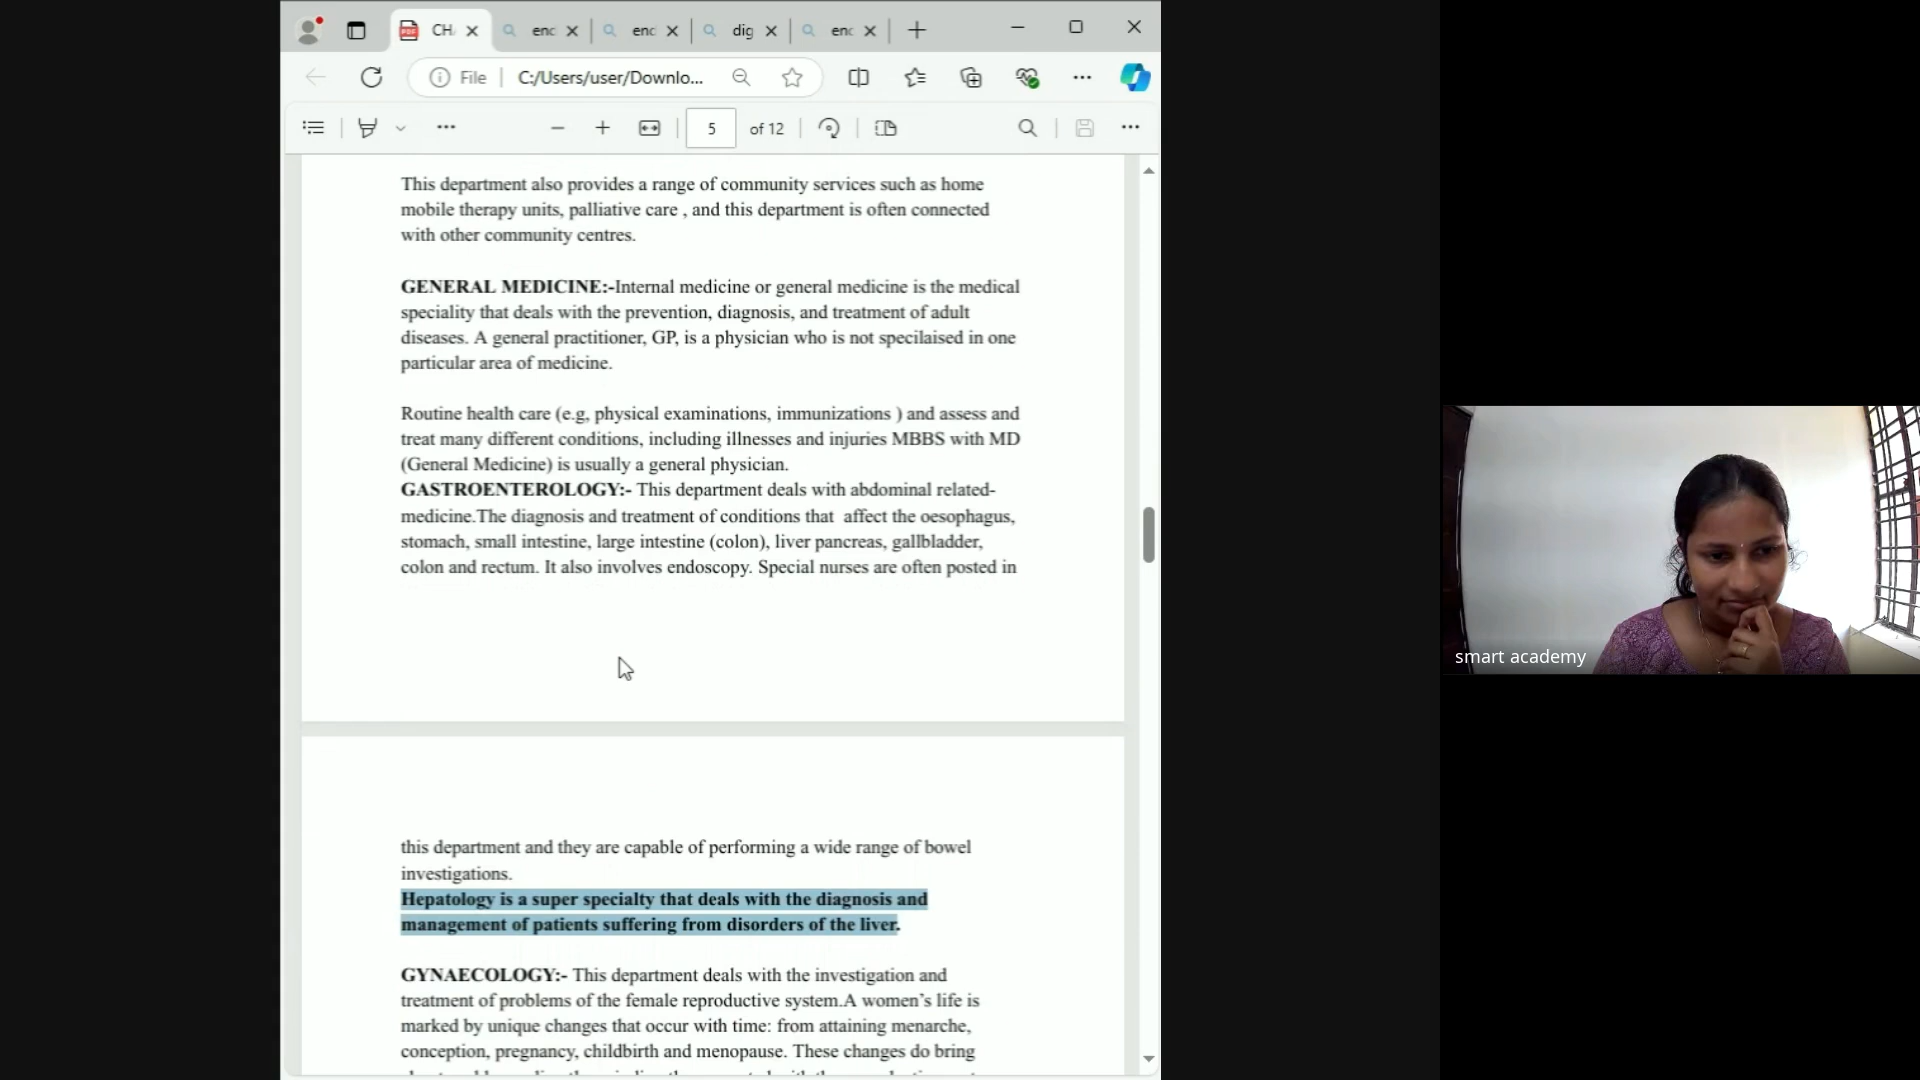 CH
enc
enc
dig
enc
File
C:/Users/user/Downlo...
5
of 12
This department also provides a range of community services such as home
mobile therapy units, palliative care , and this department is often connected
with other community centres.
GENERAL MEDICINE:-Internal medicine or general medicine is the medical
speciality that deals with the prevention, diagnosis, and treatment of adult
diseases. A general practitioner, GP, is a physician who is not specilaised in one
particular area of medicine.
Routine health care (e.g, physical examinations, immunizations ) and assess and
treat many different conditions, including illnesses and injuries MBBS with MD
(General Medicine) is usually a general physician.
GASTROENTEROLOGY:- This department deals with abdominal related-
medicine.The diagnosis and treatment of conditions that  affect the oesophagus,
stomach, small intestine, large intestine (colon), liver pancreas, gallbladder,
colon and rectum. It also involves endoscopy. Special nurses are often posted in
this department and they are capable of performing a wide range of bowel
investigations.
Hepatology is a super specialty that deals with the diagnosis and
management of patients suffering from disorders of the liver.
GYNAECOLOGY:- This department deals with the investigation and
treatment of problems of the female reproductive system.A women’s life is
marked by unique changes that occur with time: from attaining menarche,
conception, pregnancy, childbirth and menopause. These changes do bring
smart academy